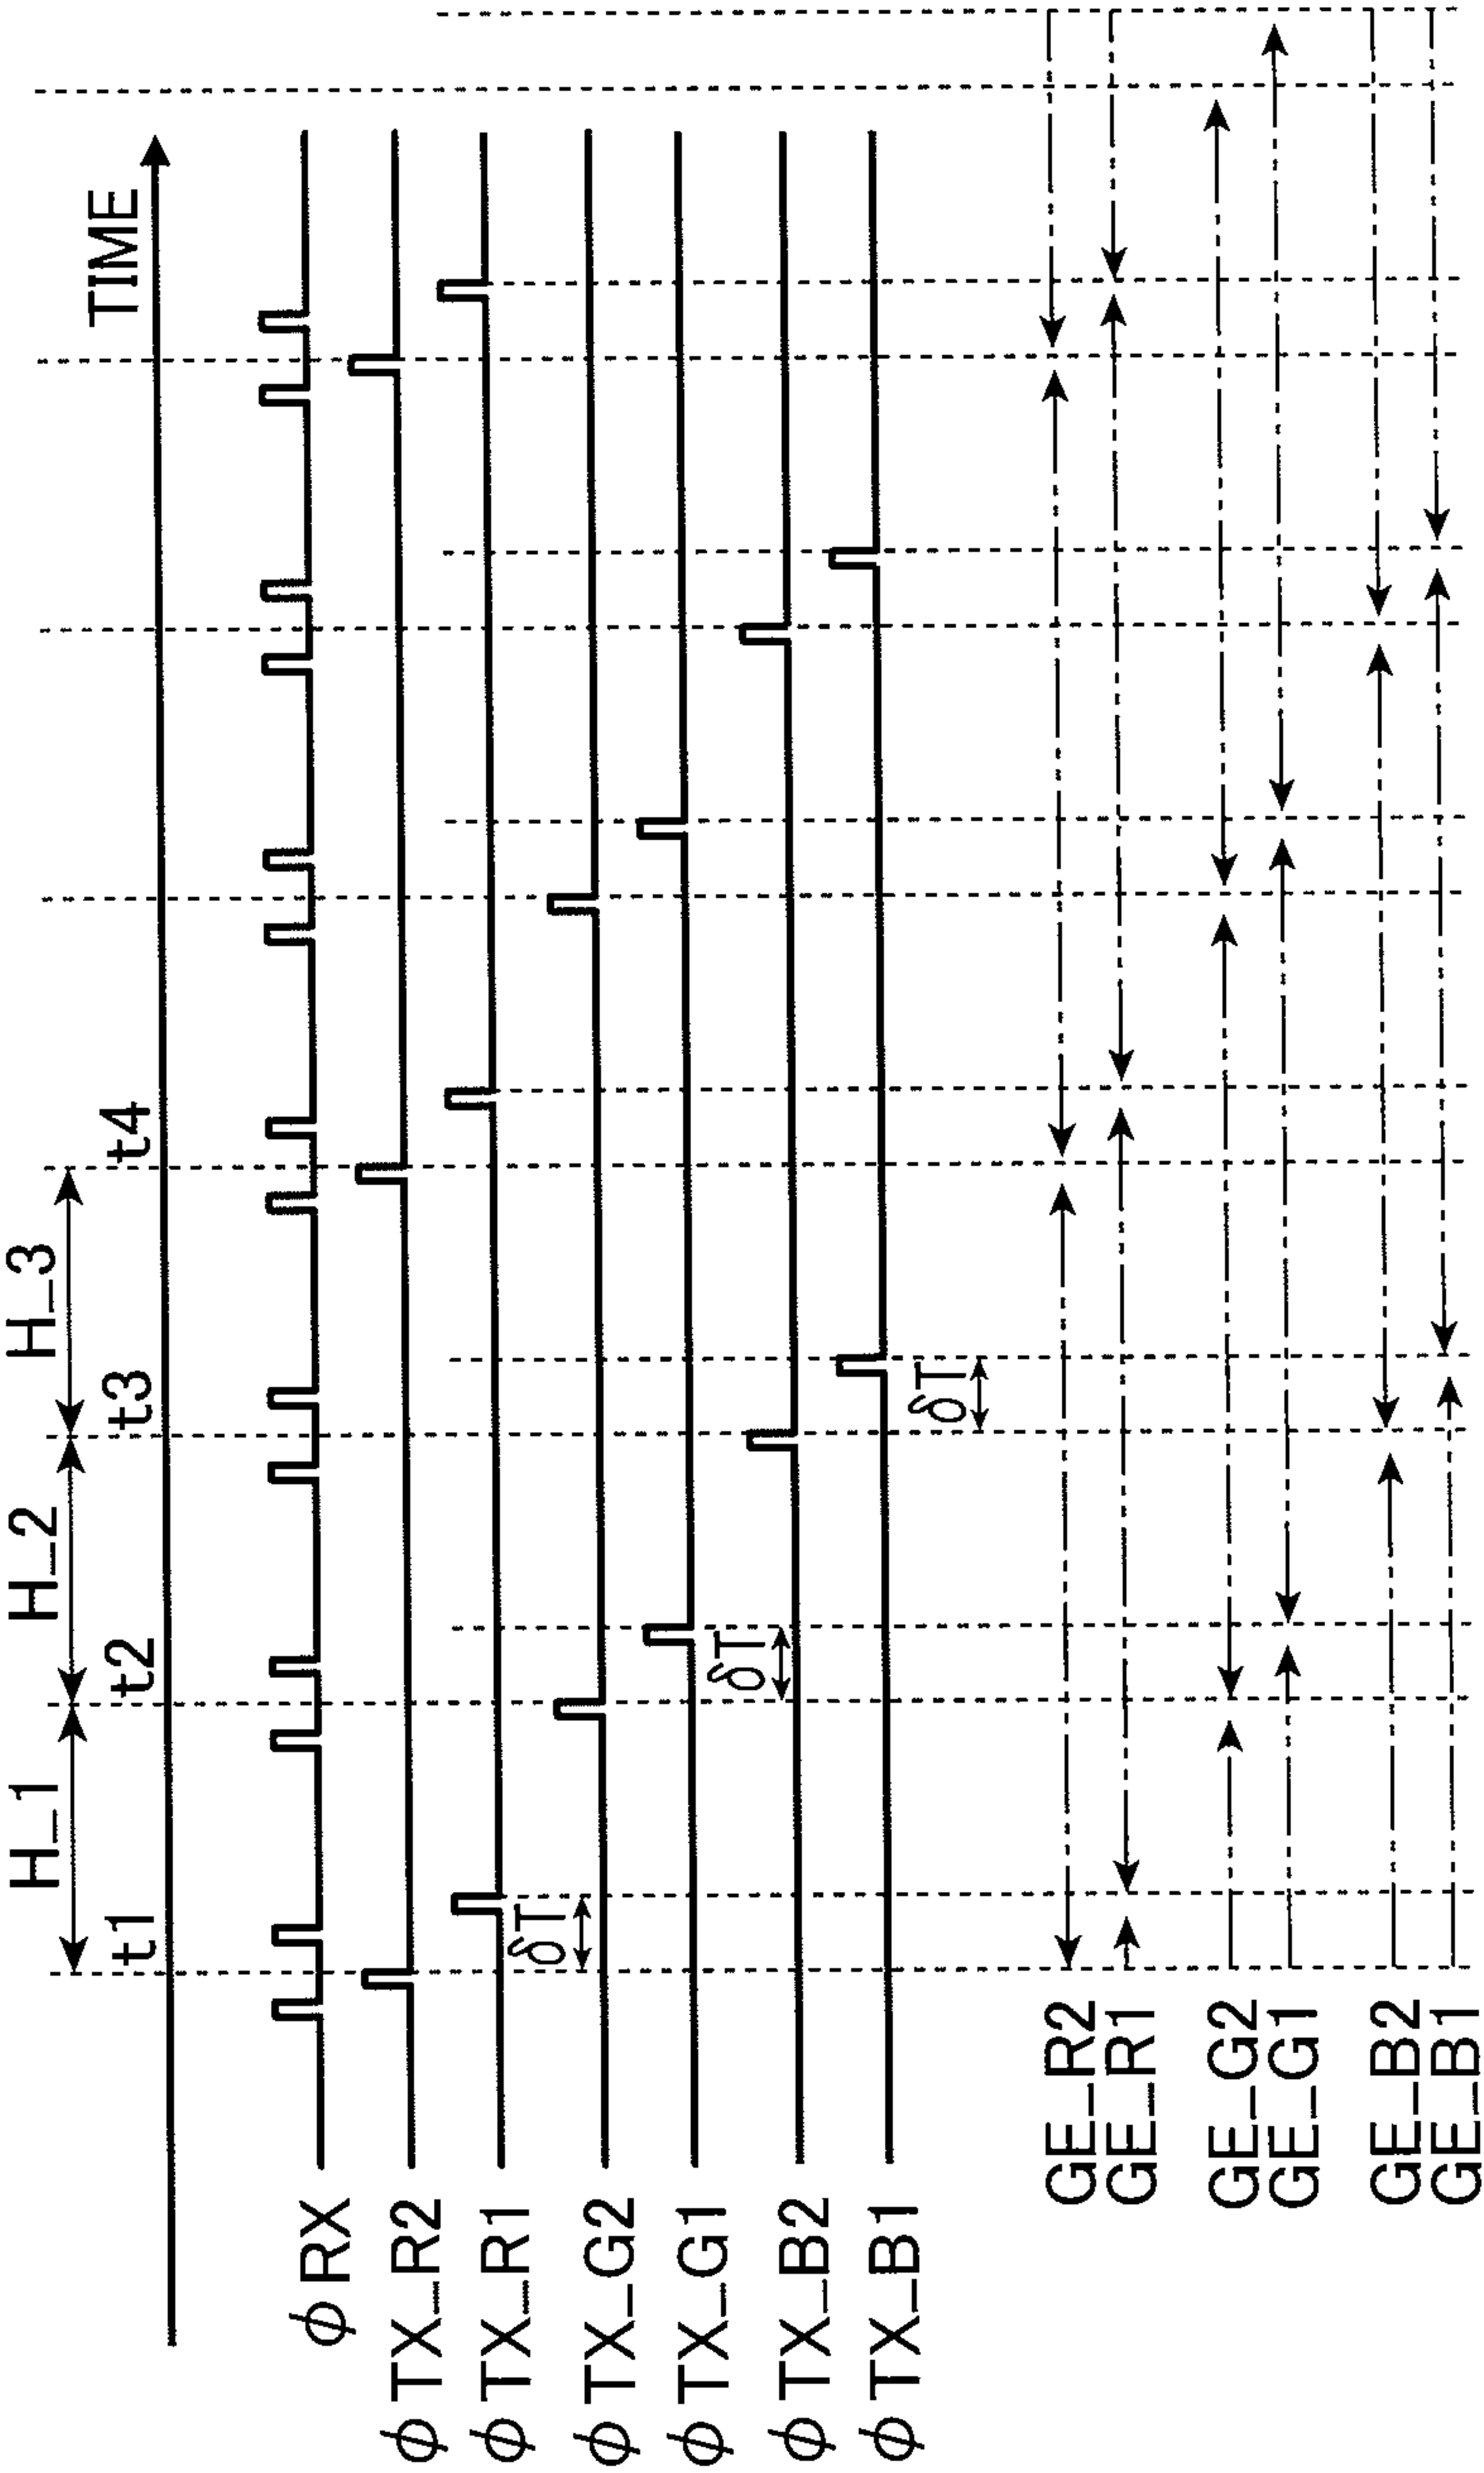 H_1
H_2
H_3
t1
t2
t3
t4
TIME
ϕRX
ϕTX_R2
ϕTX_R1
δT
ϕTX_G2
ϕTX_G1
δT
ϕTX_B2
ϕTX_B1
δT
GE_R2
GE_R1
GE_G2
GE_G1
GE_B2
GE_B1